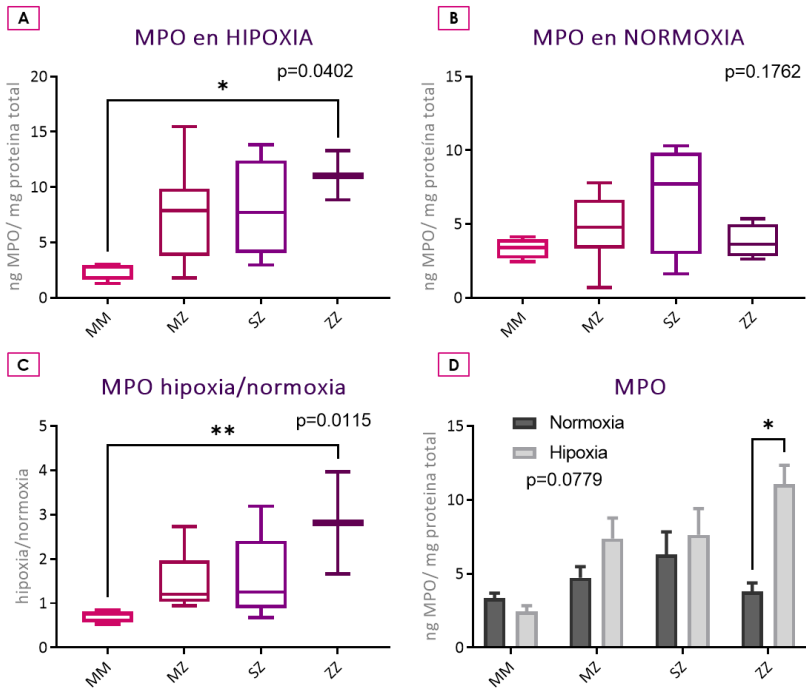 A
MPO en HIPOXIA
p=0.0402
*
ng MPO/ mg proteina total
20
15
10
5
0
MM
MZ
SZ
ZZ
B
MPO en NORMOXIA
p=0.1762
ng MPO/ mg proteína total
15
10
5
0
MM
MZ
SZ
ZZ
C
MPO hipoxia/normoxia
p=0.0115
**
hipoxia/normoxia
5
4
3
2
1
0
MM
MZ
SZ
ZZ
D
MPO
Normoxia
Hipoxia
p=0.0779
*
ng MPO/ mg proteina total
15
10
5
0
MM
MZ
SZ
ZZ